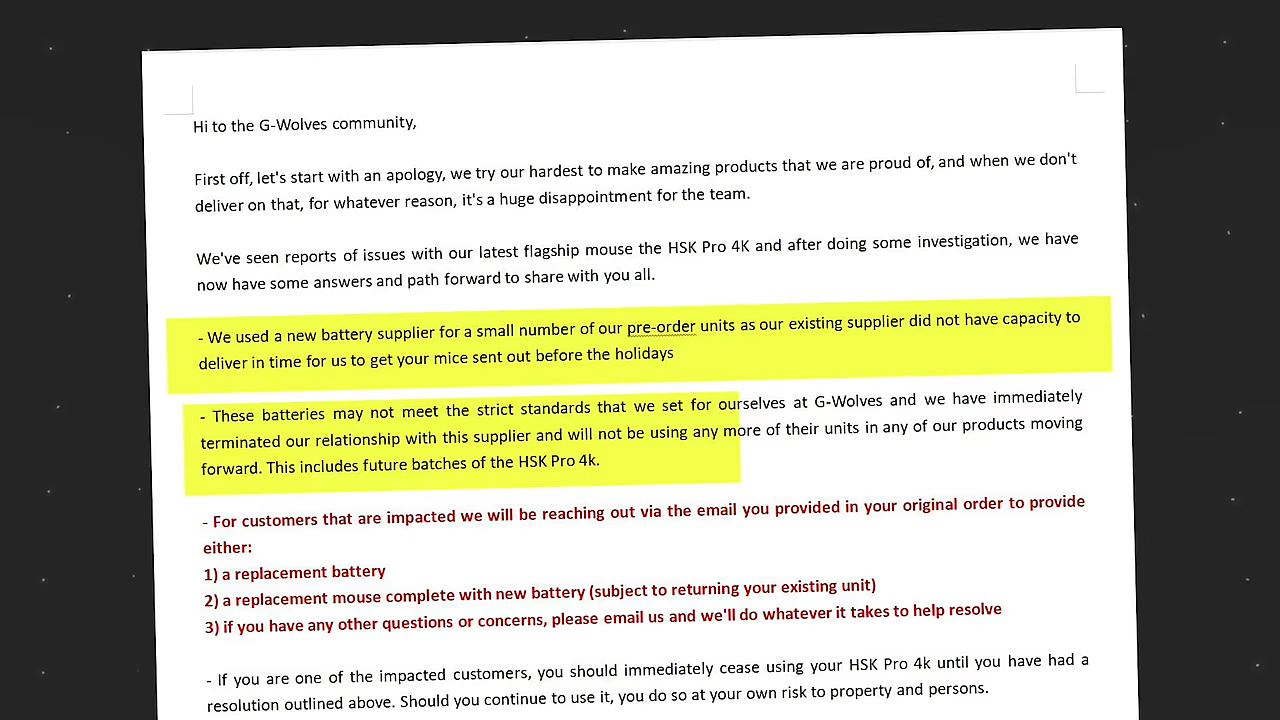 Hi to the G-Wolves community,
First off, let's start with an apology, we try our hardest to make amazing products that we are proud of, and when we don't
deliver on that, for whatever reason, it's a huge disappointment for the team.
We've seen reports of issues with our latest flagship mouse the HSK Pro 4K and after doing some investigation, we have
now have some answers and path forward to share with you all.
- We used a new battery supplier for a small number of our pre-order units as our existing supplier did not have capacity to
deliver in time for us to get your mice sent out before the holidays
- These batteries may not meet the strict standards that we set for ourselves at G-Wolves and we have immediately
terminated our relationship with this supplier and will not be using any more of their units in any of our products moving
forward. This includes future batches of the HSK Pro 4k.
- For customers that are impacted we will be reaching out via the email you provided in your original order to provide
either:
1) a replacement battery
2) a replacement mouse complete with new battery (subject to returning your existing unit)
3) if you have any other questions or concerns, please email us and we'll do whatever it takes to help resolve
- If you are one of the impacted customers, you should immediately cease using your HSK Pro 4k until you have had a
resolution outlined above. Should you continue to use it, you do so at your own risk to property and persons.